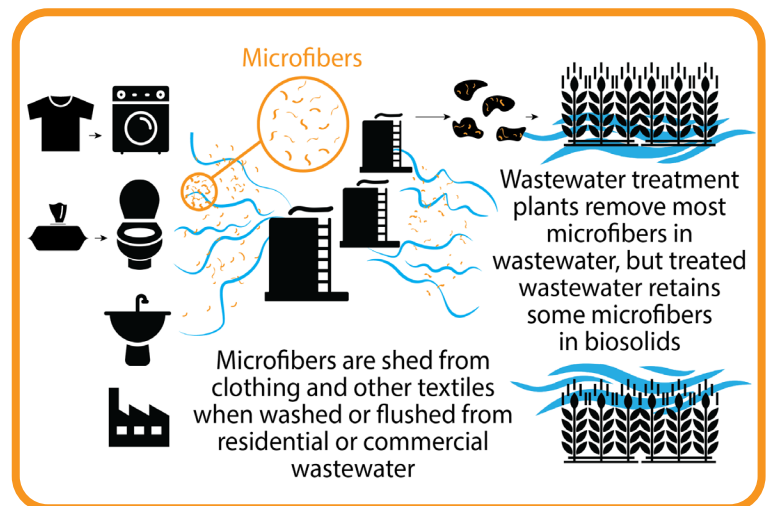 Microfibers
Wastewater treatment
plants remove most
microfibers in
wastewater, but treated
wastewater retains
some microfibers
in biosolids
Microfibers are shed from
clothing and other textiles
when washed or flushed from
residential or commercial
wastewater